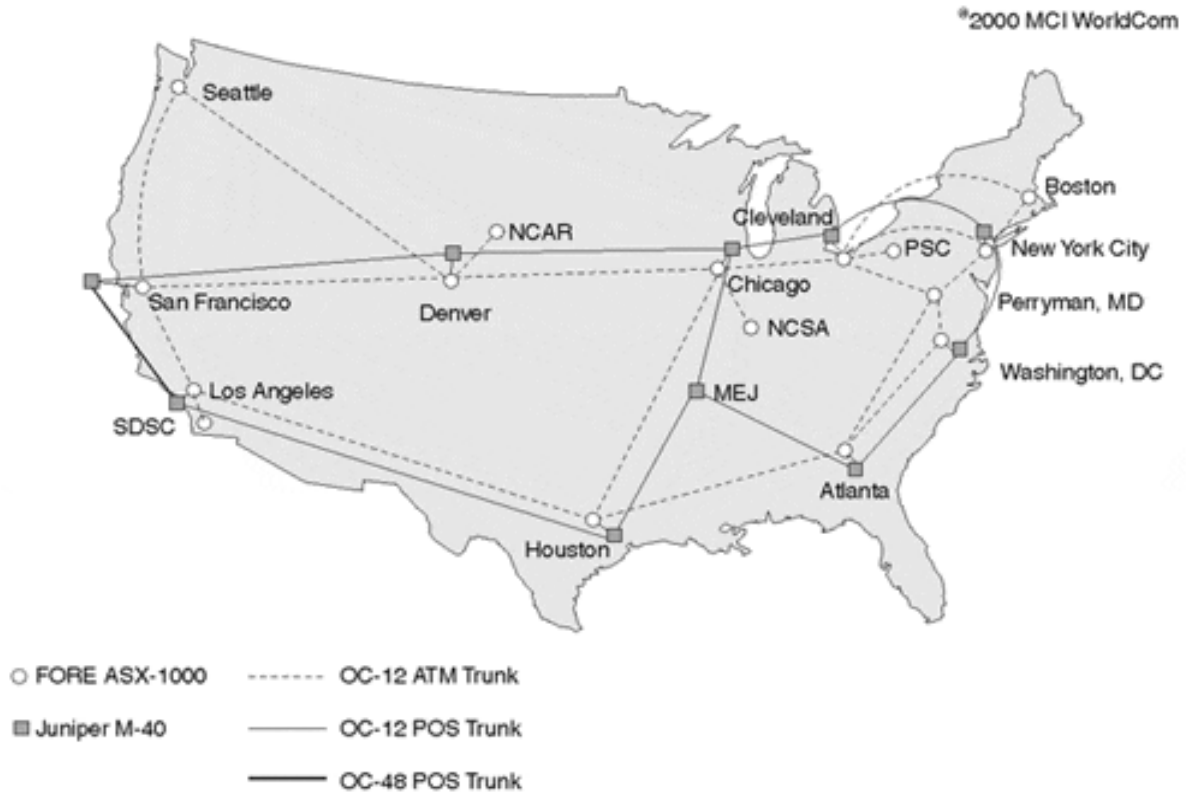 ®2000 MCI WorldCom
Seattle
Boston
Cleveland
NCAR
PSC
New York City
Chicago
San Francisco
Denver
Perryman, MD
NCSA
Washington, DC
Los Angeles
MEJ
SDSC
Atlanta
Houston
FORE ASX-1000
OC-12 ATM Trunk
Juniper M-40
OC-12 POS Trunk
OC-48 POS Trunk